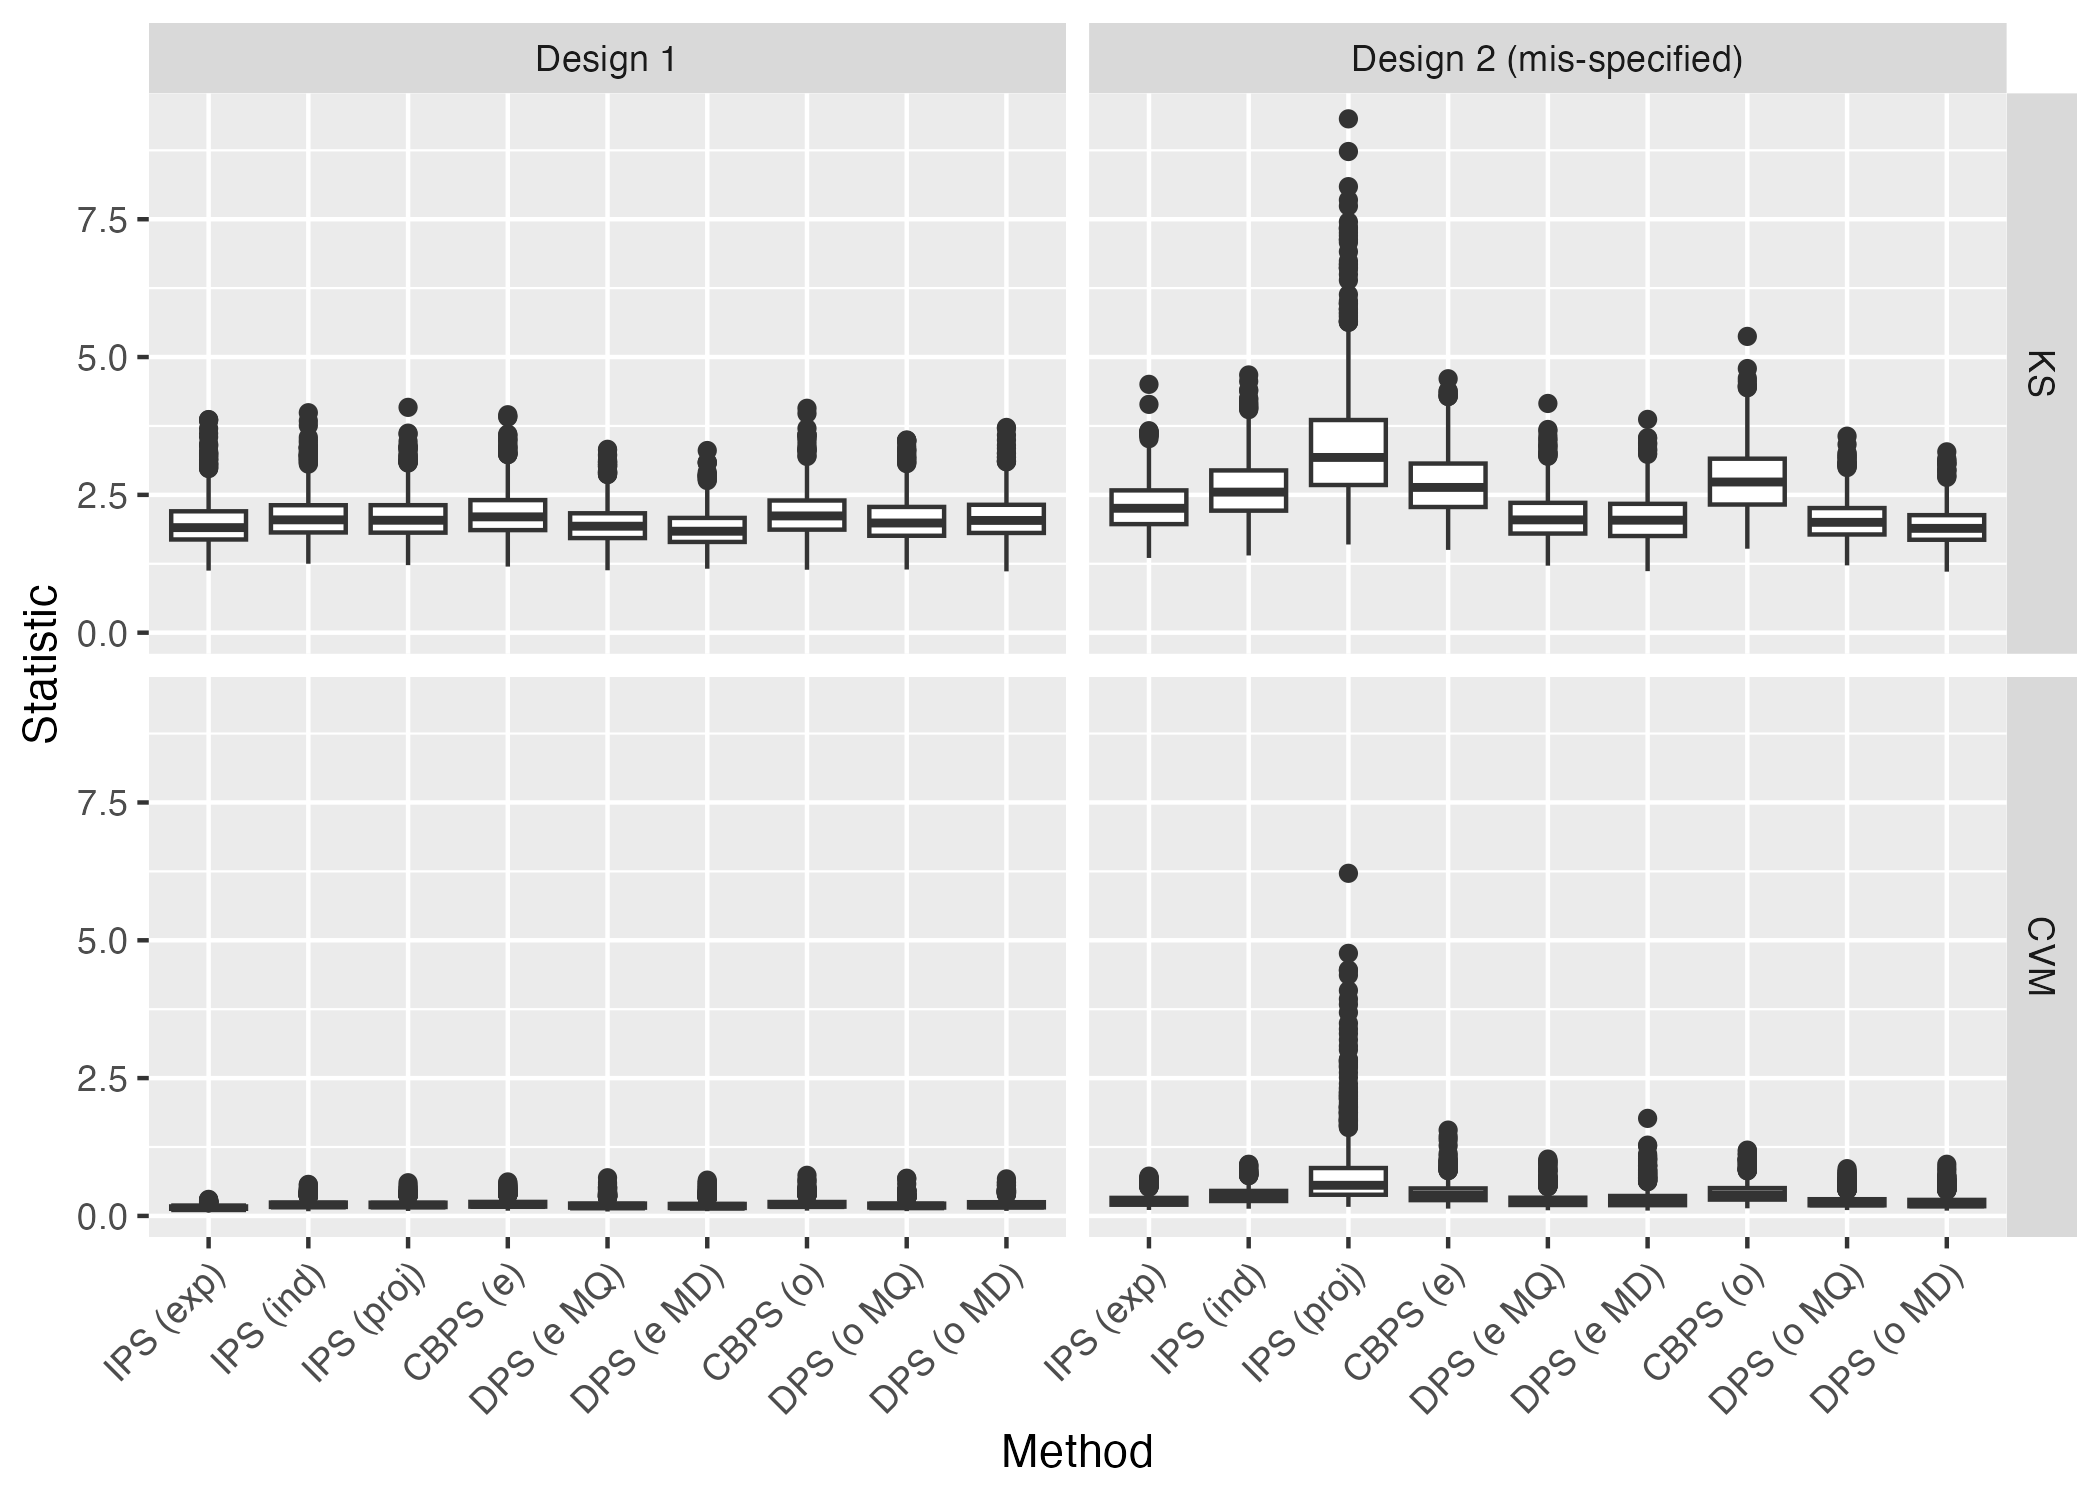 Design 1
Design 2 (mis-specified)
Statistic
7.5
5.0
2.5
0.0
KS
7.5
5.0
2.5
0.0
CVM
IPS (exp)
IPS (ind)
IPS (proj)
CBPS (e)
DPS (e MQ)
DPS (e MD)
CBPS (o)
DPS (o MQ)
DPS (o MD)
IPS (exp)
IPS (ind)
IPS (proj)
CBPS (e)
DPS (e MQ)
DPS (e MD)
CBPS (o)
DPS (o MQ)
DPS (o MD)
Method